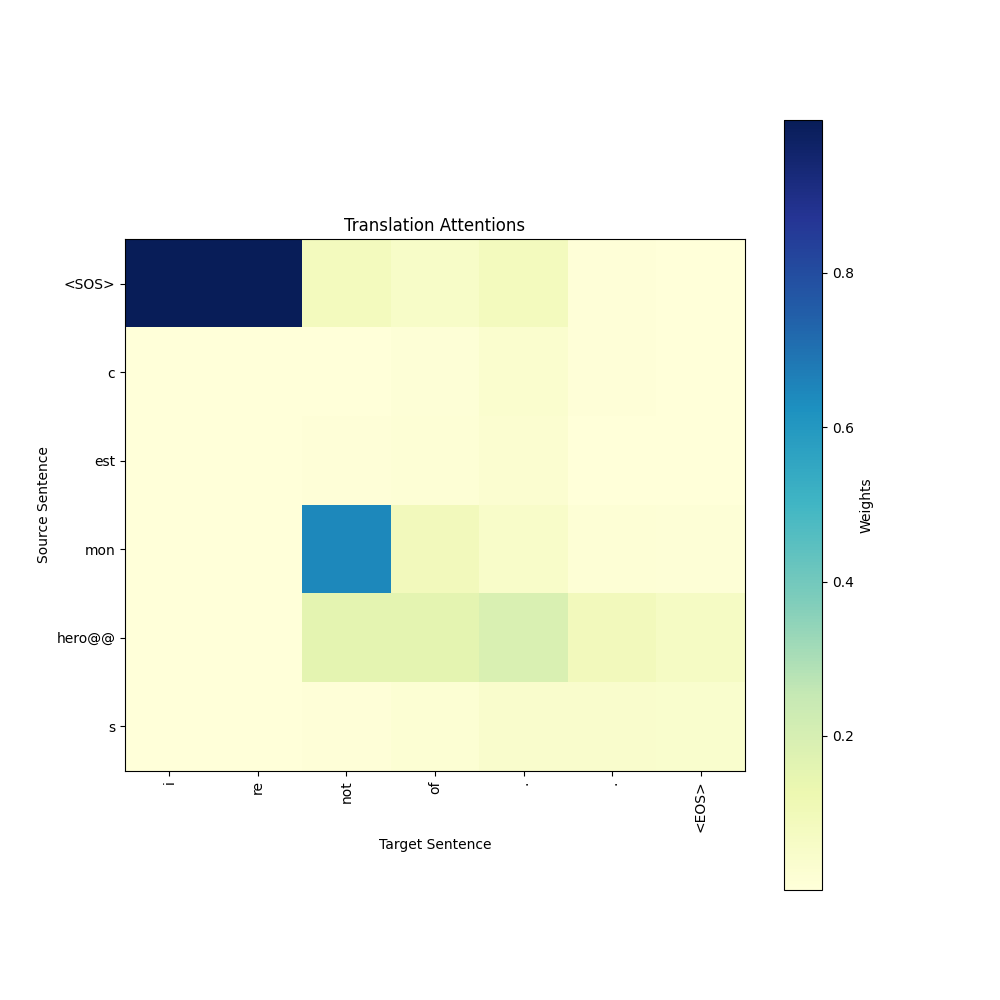 Translation Attentions
<SOS>
c
est
mon
hero@@
s
Source Sentence
i
re
not
of
.
.
<EOS>
Target Sentence
0.8
0.6
0.4
0.2
Weights